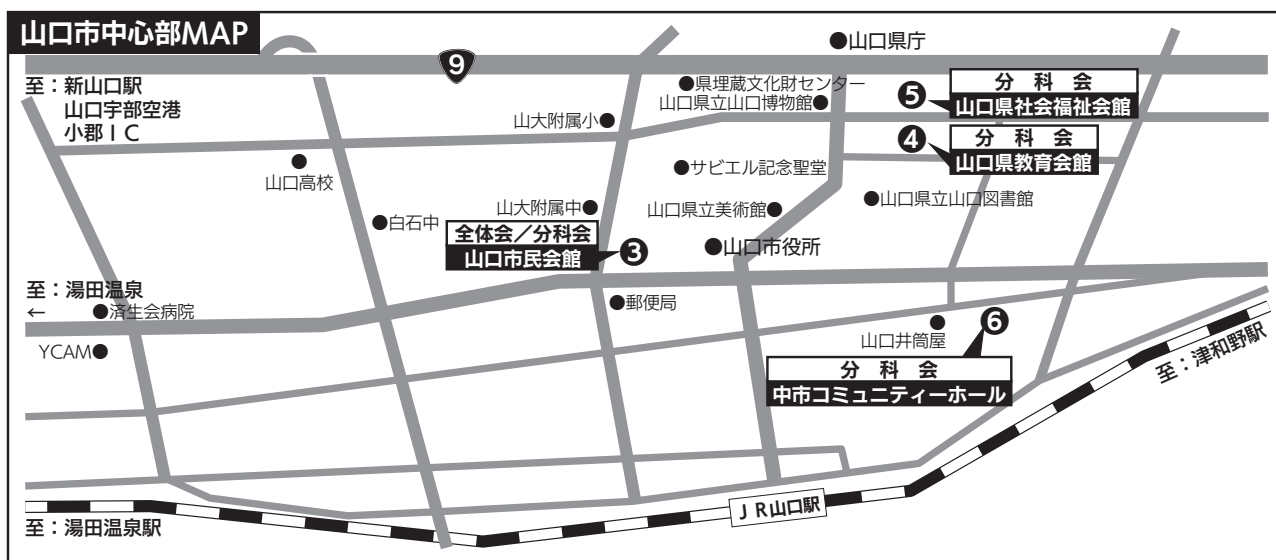 山口市中心部MAP
9
●山口県庁
至：新山口駅
山口宇部空港
小郡ＩＣ
●県埋蔵文化財センター
山口県立山口博物館●
❺
分 科 会
山口県社会福祉会館
山大附属小●
❹
分 科 会
山口県教育会館
●
山口高校
●サビエル記念聖堂
●山口県立山口図書館
●白石中
山大附属中●
山口県立美術館●
全体会／分科会
山口市民会館
❸
●山口市役所
至：湯田温泉
←
●済生会病院
●郵便局
YCAM●
●
山口井筒屋
❻
分 科 会
中市コミュニティーホール
至：津和野駅
ＪＲ山口駅
至：湯田温泉駅